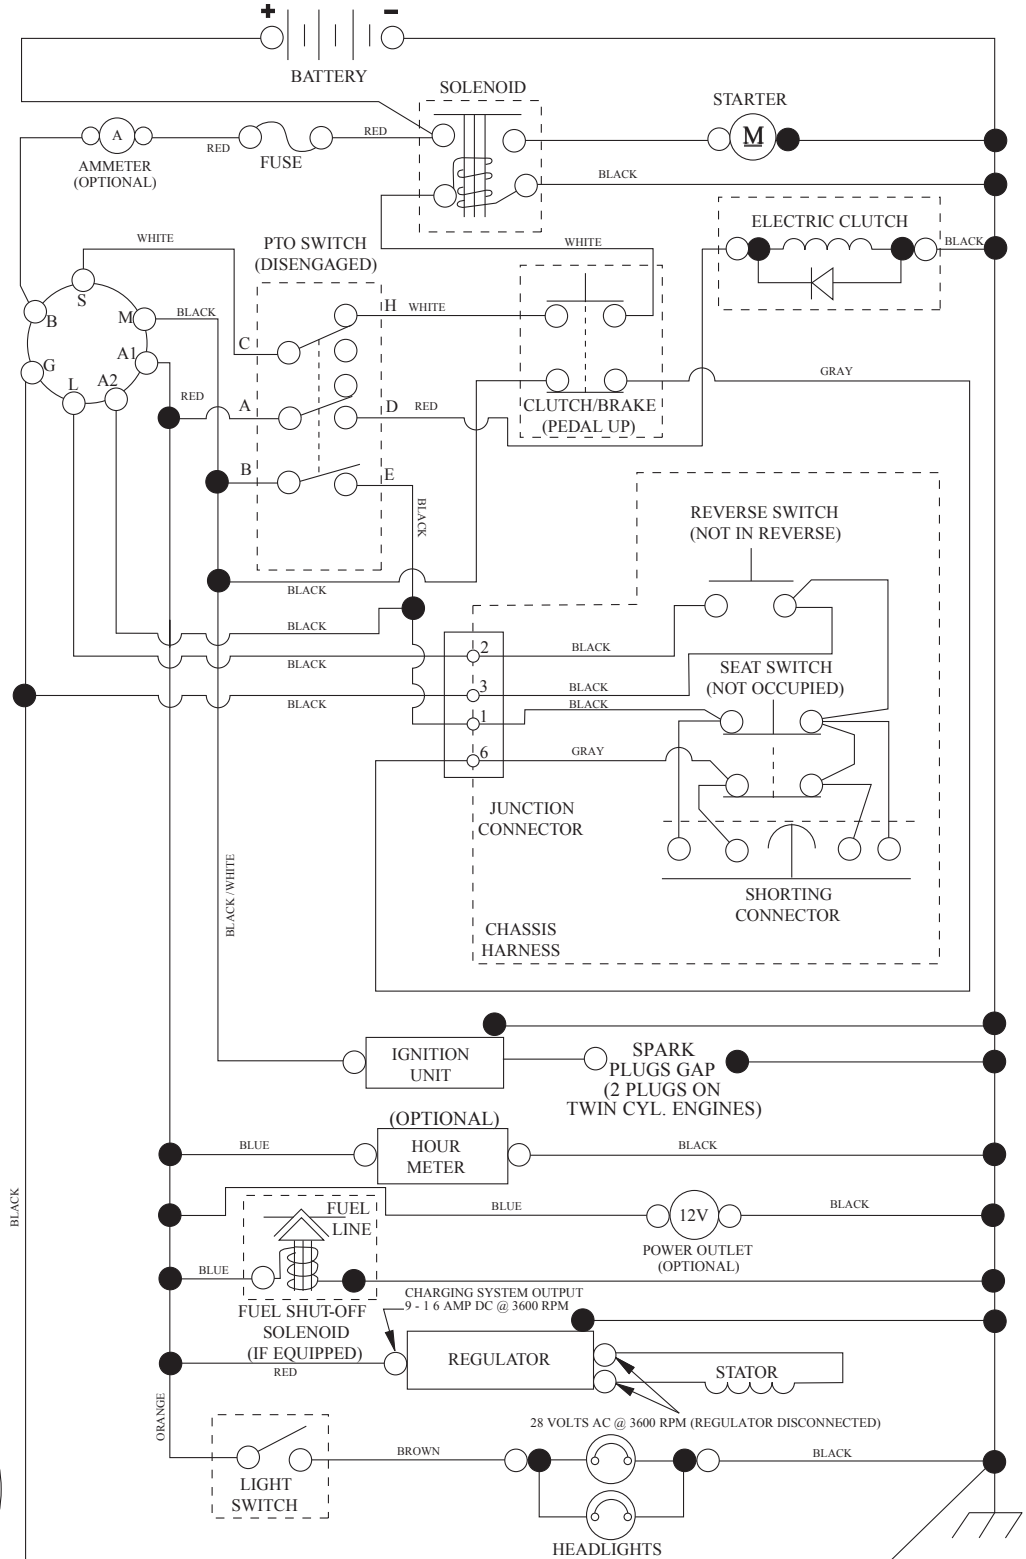 +
-
BATTERY
SOLENOID
STARTER
A
RED
FUSE
RED
M
AMMETER
(OPTIONAL)
BLACK
ELECTRIC CLUTCH
BLACK
WHITE
PTO SWITCH
(DISENGAGED)
WHITE
S
B
M
BLACK
H
WHITE
C
G
A1
L
A2
GRAY
RED
A
D
RED
CLUTCH/BRAKE
(PEDAL UP)
B
E
BLACK
REVERSE SWITCH
(NOT IN REVERSE)
BLACK
BLACK
BLACK
2
BLACK
SEAT SWITCH
(NOT OCCUPIED)
3
BLACK
BLACK
BLACK
1
6
GRAY
JUNCTION
CONNECTOR
BLACK / WHITE
SHORTING
CONNECTOR
CHASSIS
HARNESS
IGNITION
UNIT
SPARK
PLUGS GAP
(2 PLUGS ON
TWIN CYL. ENGINES)
(OPTIONAL)
BLUE
HOUR
METER
BLACK
BLACK
FUEL
LINE
BLUE
12V
BLACK
POWER OUTLET
(OPTIONAL)
BLUE
CHARGING SYSTEM OUTPUT
9 - 1 6 AMP DC @ 3600 RPM
FUEL SHUT-OFF
SOLENOID
(IF EQUIPPED)
RED
REGULATOR
STATOR
ORANGE
28 VOLTS AC @ 3600 RPM (REGULATOR DISCONNECTED)
BROWN
BLACK
LIGHT
SWITCH
HEADLIGHTS